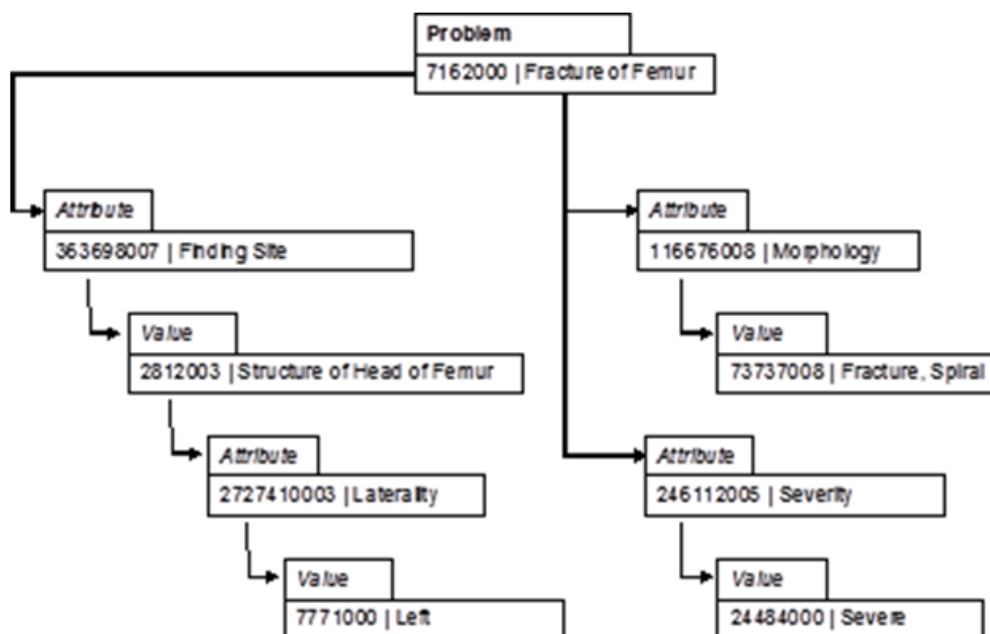 Problem
7162000 | Fracture of Femur
Attribute
363698007 | Finding Site
Value
2812003 | Structure of Head of Femur
Attribute
2727410003 | Laterality
Value
7771000 | Left
Attribute
116676008 | Morphology
Value
73737008 | Fracture, Spiral
Attribute
246112005 | Severity
Value
24484000 | Severe